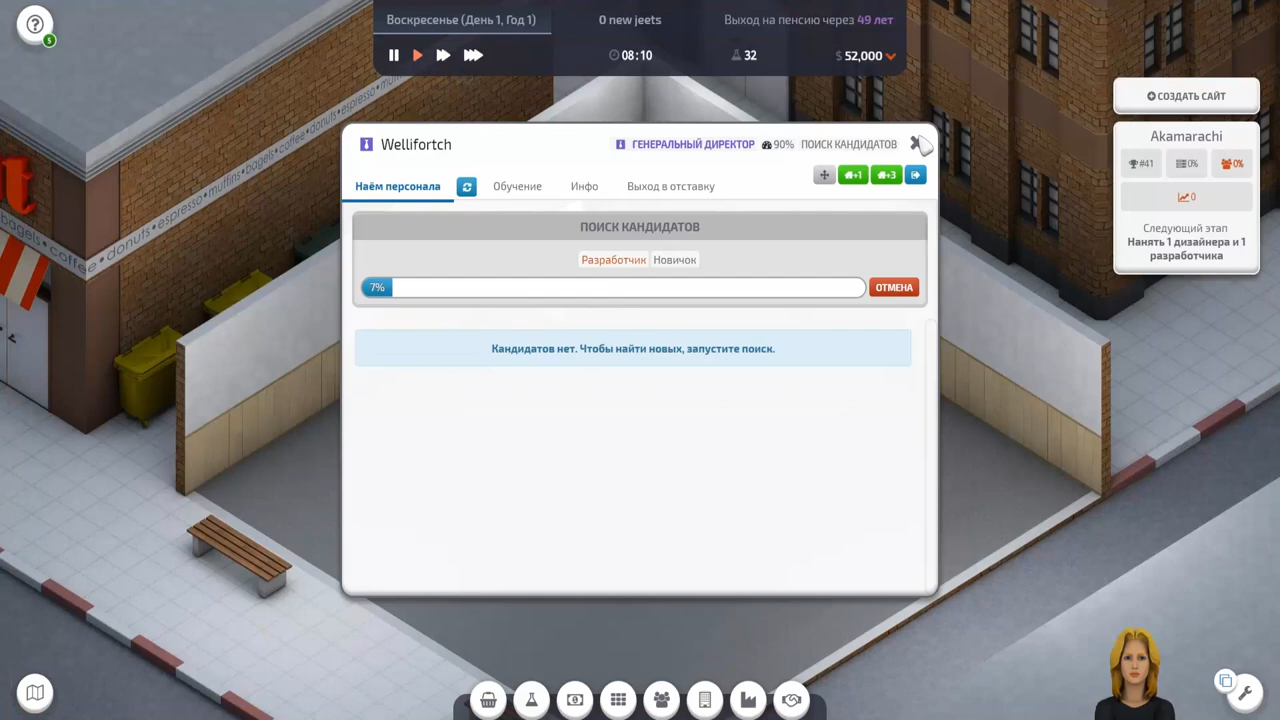 Воскресенье (День 1, Год 1)
0 new jeets
Выход на пенсию через 49 лет
08:10
32
$ 52,000
СОЗДАТЬ САЙТ
Akamarachi
#41
0%
0%
0
Следующий этап
Нанять 1 дизайнера и 1
разработчика
Wellifortch
ГЕНЕРАЛЬНЫЙ ДИРЕКТОР
90%
ПОИСК КАНДИДАТОВ
+1
+3
Наём персонала
Обучение
Инфо
Выход в отставку
ПОИСК КАНДИДАТОВ
Разработчик
Новичок
7%
ОТМЕНА
Кандидатов нет. Чтобы найти новых, запустите поиск.
donuts • espresso • muffins • bagels • coffee • donuts • espresso • mo
bagels • coffee
?
$